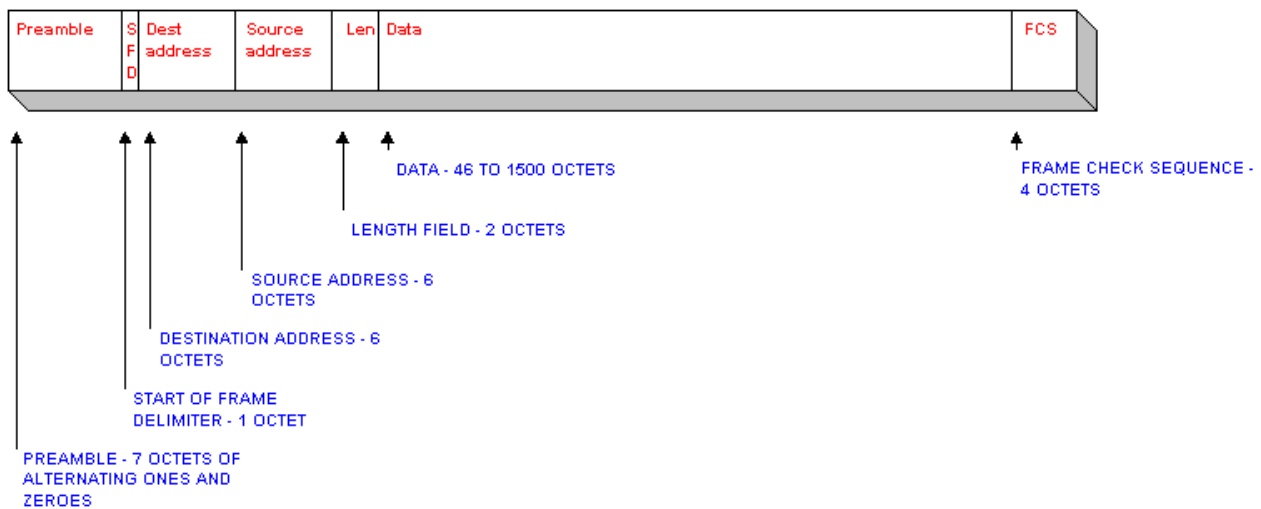 Preamble
S
F
D
Dest
address
Source
address
Len
Data
FCS
DATA - 46 TO 1500 OCTETS
FRAME CHECK SEQUENCE -
4 OCTETS
LENGTH FIELD - 2 OCTETS
SOURCE ADDRESS - 6
OCTETS
DESTINATION ADDRESS - 6
OCTETS
START OF FRAME
DELIMITER - 1 OCTET
PREAMBLE - 7 OCTETS OF
ALTERNATING ONES AND
ZEROES